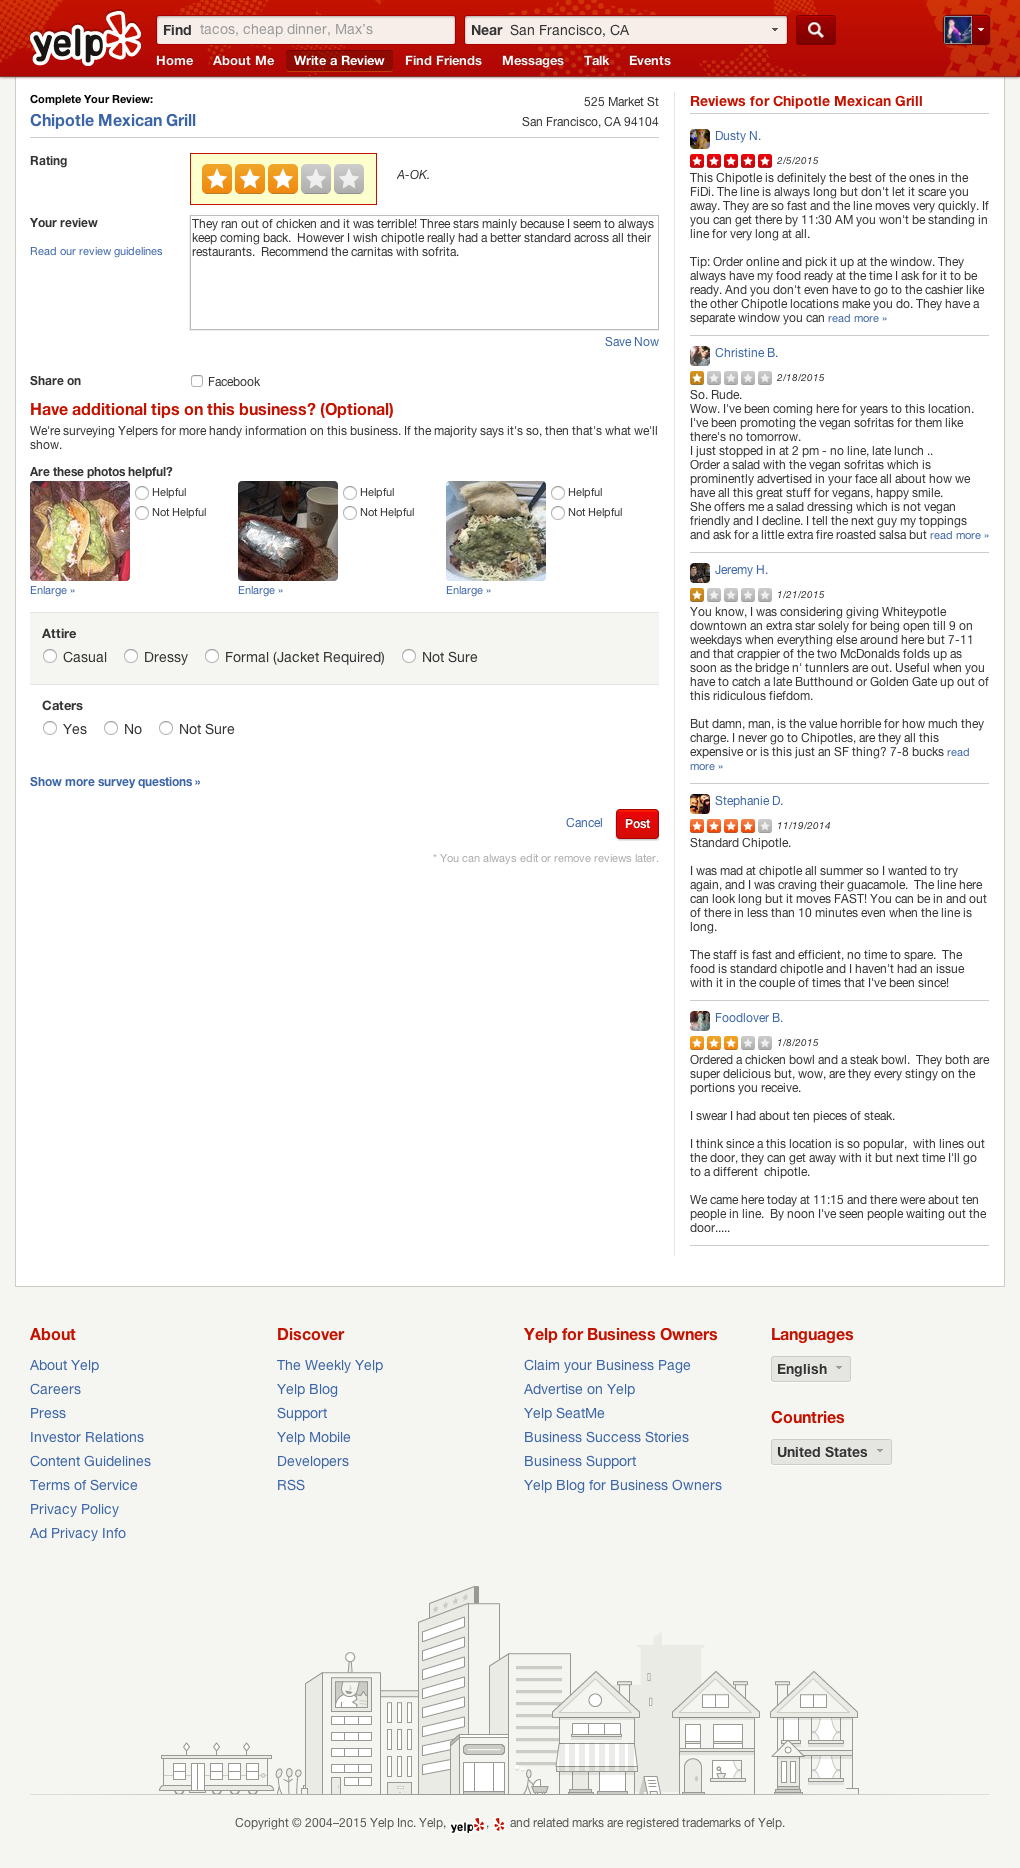 yelp
Find tacos, cheap dinner, Max's
Near San Francisco, CA
Home About Me Write a Review Find Friends Messages Talk Events
Complete Your Review:
Chipotle Mexican Grill
525 Market St
San Francisco, CA 94104
Rating
A-OK.
Your review
Read our review guidelines
They ran out of chicken and it was terrible! Three stars mainly because I seem to always
keep coming back.  However I wish chipotle really had a better standard across all their
restaurants.  Recommend the carnitas with sofrita.
Save Now
Share on
Facebook
Have additional tips on this business? (Optional)
We're surveying Yelpers for more handy information on this business. If the majority says it's so, then that's what we'll
show.
Are these photos helpful?
Helpful Helpful Helpful
Not Helpful Not Helpful Not Helpful
Enlarge » Enlarge » Enlarge »
Attire
Casual Dressy Formal (Jacket Required) Not Sure
Caters
Yes No Not Sure
Show more survey questions »
Cancel Post
* You can always edit or remove reviews later.
Reviews for Chipotle Mexican Grill
Dusty N.
2/5/2015
This Chipotle is definitely the best of the ones in the
FiDi. The line is always long but don't let it scare you
away. They are so fast and the line moves very quickly. If
you can get there by 11:30 AM you won't be standing in
line for very long at all.
Tip: Order online and pick it up at the window. They
always have my food ready at the time I ask for it to be
ready. And you don't even have to go to the cashier like
the other Chipotle locations make you do. They have a
separate window you can read more »
Christine B.
2/18/2015
So. Rude.
Wow. I've been coming here for years to this location.
I've been promoting the vegan sofritas for them like
there's no tomorrow.
I just stopped in at 2 pm - no line, late lunch ..
Order a salad with the vegan sofritas which is
prominently advertised in your face all about how we
have all this great stuff for vegans, happy smile.
She offers me a salad dressing which is not vegan
friendly and I decline. I tell the next guy my toppings
and ask for a little extra fire roasted salsa but read more »
Jeremy H.
1/21/2015
You know, I was considering giving Whiteypotle
downtown an extra star solely for being open till 9 on
weekdays when everything else around here but 7-11
and that crappier of the two McDonalds folds up as
soon as the bridge n' tunnlers are out. Useful when you
have to catch a late Butthound or Golden Gate up out of
this ridiculous fiefdom.
But damn, man, is the value horrible for how much they
charge. I never go to Chipotles, are they all this
expensive or is this just an SF thing? 7-8 bucks read
more »
Stephanie D.
11/19/2014
Standard Chipotle.
I was mad at chipotle all summer so I wanted to try
again, and I was craving their guacamole.  The line here
can look long but it moves FAST! You can be in and out
of there in less than 10 minutes even when the line is
long.
The staff is fast and efficient, no time to spare.  The
food is standard chipotle and I haven't had an issue
with it in the couple of times that I've been since!
Foodlover B.
1/8/2015
Ordered a chicken bowl and a steak bowl.  They both are
super delicious but, wow, are they every stingy on the
portions you receive.
I swear I had about ten pieces of steak.
I think since a this location is so popular,  with lines out
the door, they can get away with it but next time I'll go
to a different  chipotle.
We came here today at 11:15 and there were about ten
people in line.  By noon I've seen people waiting out the
door.....
About
About Yelp
Careers
Press
Investor Relations
Content Guidelines
Terms of Service
Privacy Policy
Ad Privacy Info
Discover
The Weekly Yelp
Yelp Blog
Support
Yelp Mobile
Developers
RSS
Yelp for Business Owners
Claim your Business Page
Advertise on Yelp
Yelp SeatMe
Business Success Stories
Business Support
Yelp Blog for Business Owners
Languages
English
Countries
United States
Copyright © 2004–2015 Yelp Inc. Yelp, yelp, and related marks are registered trademarks of Yelp.